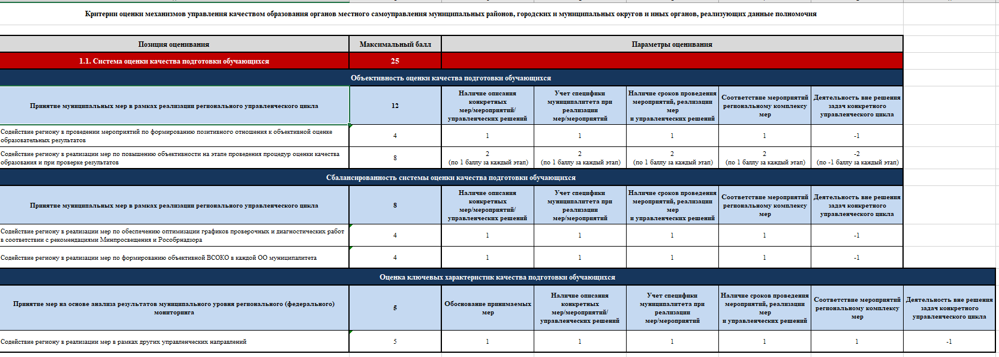 Критерии оценки механизмов управления качеством образования органов местного самоуправления муниципальных районов, городских и муниципальных округов и иных органов, реализующих данные полномочия
Позиция оценивания
Максимальный балл
Параметры оценивания
1.1. Система оценки качества подготовки обучающихся
25
Объективность оценки качества подготовки обучающихся
Принятие муниципальных мер в рамках реализации регионального управленческого цикла
12
Наличие описания
конкретных
мер/мероприятий/
управленческих решений
Учет специфики
муниципалитета при
реализации
мер/мероприятий
Наличие сроков проведения
мероприятий, реализации
мер
и управленческих решений
Соответствие мероприятий
региональному комплексу
мер
Деятельность вне решения
задач конкретного
управленческого цикла
Содействие региону в проведении мероприятий по формированию позитивного отношения к объективной оценке
образовательных результатов
4
1
1
1
1
-1
Содействие региону в реализации мер по повышению объективности на этапе проведения процедур оценки качества
образования и при проверке результатов
8
2
(по 1 баллу за каждый этап)
2
(по 1 баллу за каждый этап)
2
(по 1 баллу за каждый этап)
2
(по 1 баллу за каждый этап)
-2
(по -1 баллу за каждый этап)
Сбалансированность системы оценки качества подготовки обучающихся
Принятие муниципальных мер в рамках реализации регионального управленческого цикла
8
Наличие описания
конкретных
мер/мероприятий/
управленческих решений
Учет специфики
муниципалитета при
реализации
мер/мероприятий
Наличие сроков проведения
мероприятий, реализации
мер
и управленческих решений
Соответствие мероприятий
региональному комплексу
мер
Деятельность вне решения
задач конкретного
управленческого цикла
Содействие региону в реализации мер по обеспечению оптимизации графиков проверочных и диагностических работ
в соответствии с рекомендациями Минпросвещения и Рособрнадзора
4
1
1
1
1
-1
Содействие региону в реализации мер по формированию объективной ВСОКО в каждой ОО муниципалитета
4
1
1
1
1
-1
Оценка ключевых характеристик качества подготовки обучающихся
Принятие мер на основе анализа результатов муниципального уровня регионального (федерального)
мониторинга
5
Обоснование принимаемых
мер
Наличие описания
конкретных
мер/мероприятий/
управленческих решений
Учет специфики
муниципалитета при
реализации
мер/мероприятий
Наличие сроков проведения
мероприятий, реализации
мер
и управленческих решений
Соответствие мероприятий
региональному комплексу
мер
Деятельность вне решения
задач конкретного
управленческого цикла
Содействие региону в реализации мер в рамках других управленческих направлений
5
1
1
1
1
1
-1